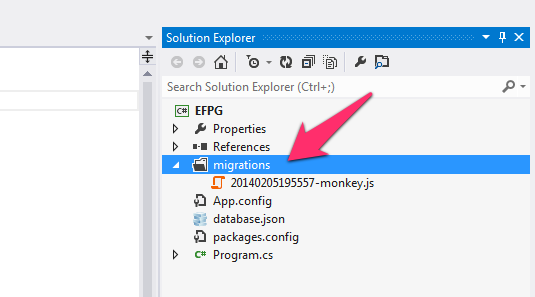 Solution Explorer
Search Solution Explorer (Ctrl+;)
C# EFPG
Properties
References
migrations
20140205195557-monkey.js
App.config
database.json
packages.config
C# Program.cs